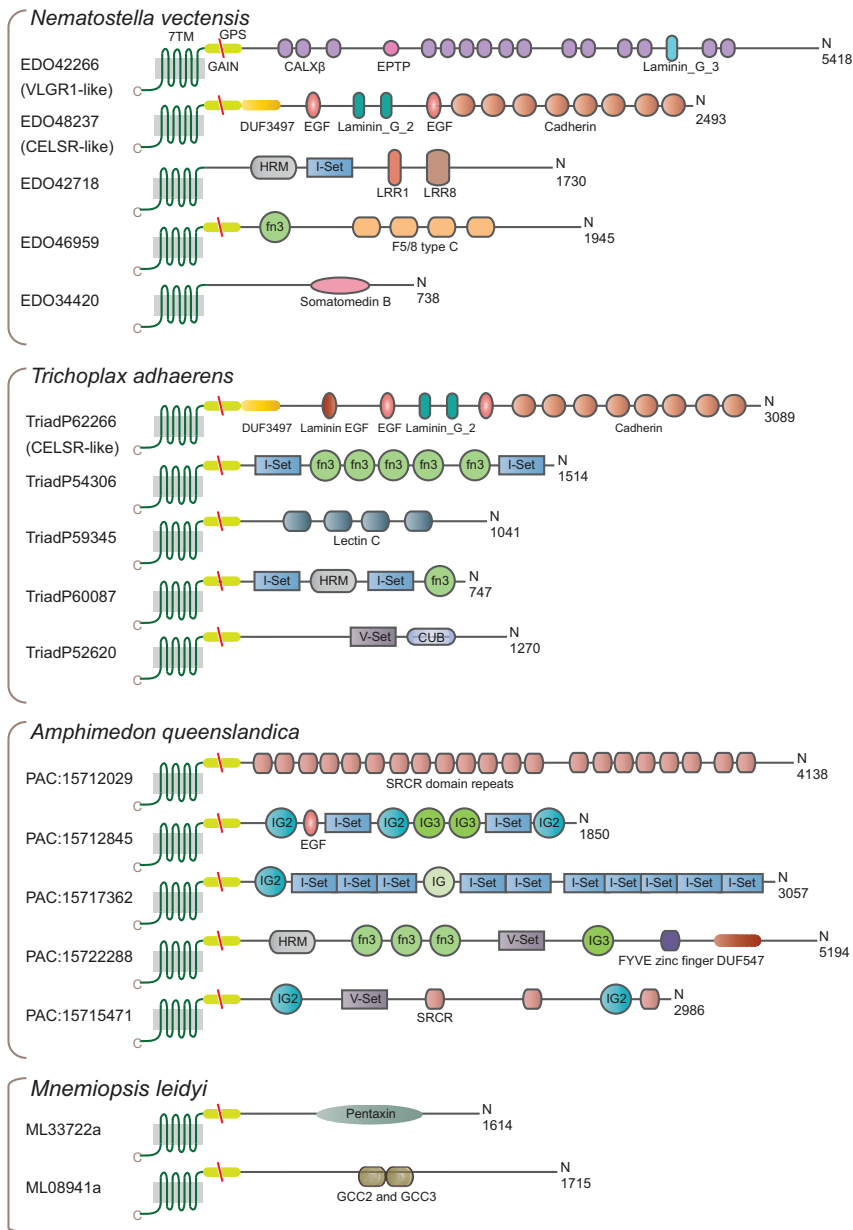 Nematostella vectensis
7TM GPS
GAIN CALXβ EPTP Laminin_G_3 N
5418
EDO42266
(VLGR1-like)
C
DUF3497 EGF Laminin_G_2 EGF Cadherin N
2493
EDO48237
(CELSR-like)
C
HRM I-Set LRR1 LRR8 N
1730
EDO42718
C
fn3 F5/8 type C N
1945
EDO46959
C
Somatomedin B N
738
EDO34420
C
Trichoplax adhaerens
DUF3497 Laminin EGF EGF Laminin_G_2 Cadherin N
3089
TriadP62266
(CELSR-like)
C
I-Set fn3 fn3 fn3 fn3 fn3 I-Set N
1514
TriadP54306
C
Lectin C N
1041
TriadP59345
C
I-Set HRM I-Set fn3 N
747
TriadP60087
C
V-Set CUB N
1270
TriadP52620
C
Amphimedon queenslandica
SRCR domain repeats N
4138
PAC:15712029
C
IG2 EGF I-Set IG2 IG3 IG3 I-Set IG2 N
1850
PAC:15712845
C
IG2 I-Set I-Set I-Set IG I-Set I-Set I-Set I-Set I-Set I-Set I-Set N
3057
PAC:15717362
C
HRM fn3 fn3 fn3 V-Set IG3 FYVE zinc finger DUF547 N
5194
PAC:15722288
C
IG2 V-Set SRCR IG2 N
2986
PAC:15715471
C
Mnemiopsis leidyi
Pentaxin N
1614
ML33722a
C
GCC2 and GCC3 N
1715
ML08941a
C